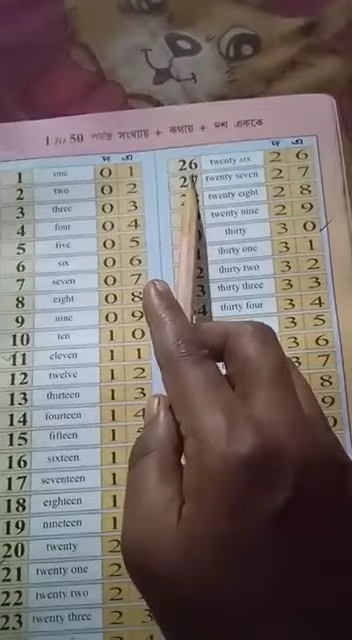 1 to 50 পর্যন্ত সংখ্যায় + কথায় + দশ এককে
দ এ
1 one 0 1
2 two 0 2
3 three 0 3
4 four 0 4
5 five 0 5
6 six 0 6
7 seven 0 7
8 eight 0 8
9 nine 0 9
10 ten 1 0
11 eleven 1 1
12 twelve 1 2
13 thirteen 1 3
14 fourteen 1 4
15 fifteen 1
16 sixteen 1
17 seventeen 1
18 eighteen 1
19 nineteen 1
20 twenty 2
21 twenty one 2
22 twenty two 2
23 twenty three 2 3
দ এ
26 twenty six 2 6
27 twenty seven 2 7
twenty eight 2 8
twenty nine 2 9
thirty 3 0
thirty one 3 1
2 thirty two 3 2
3 thirty three 3 3
4 thirty four 3 4
3 5
3 6
7
8
9